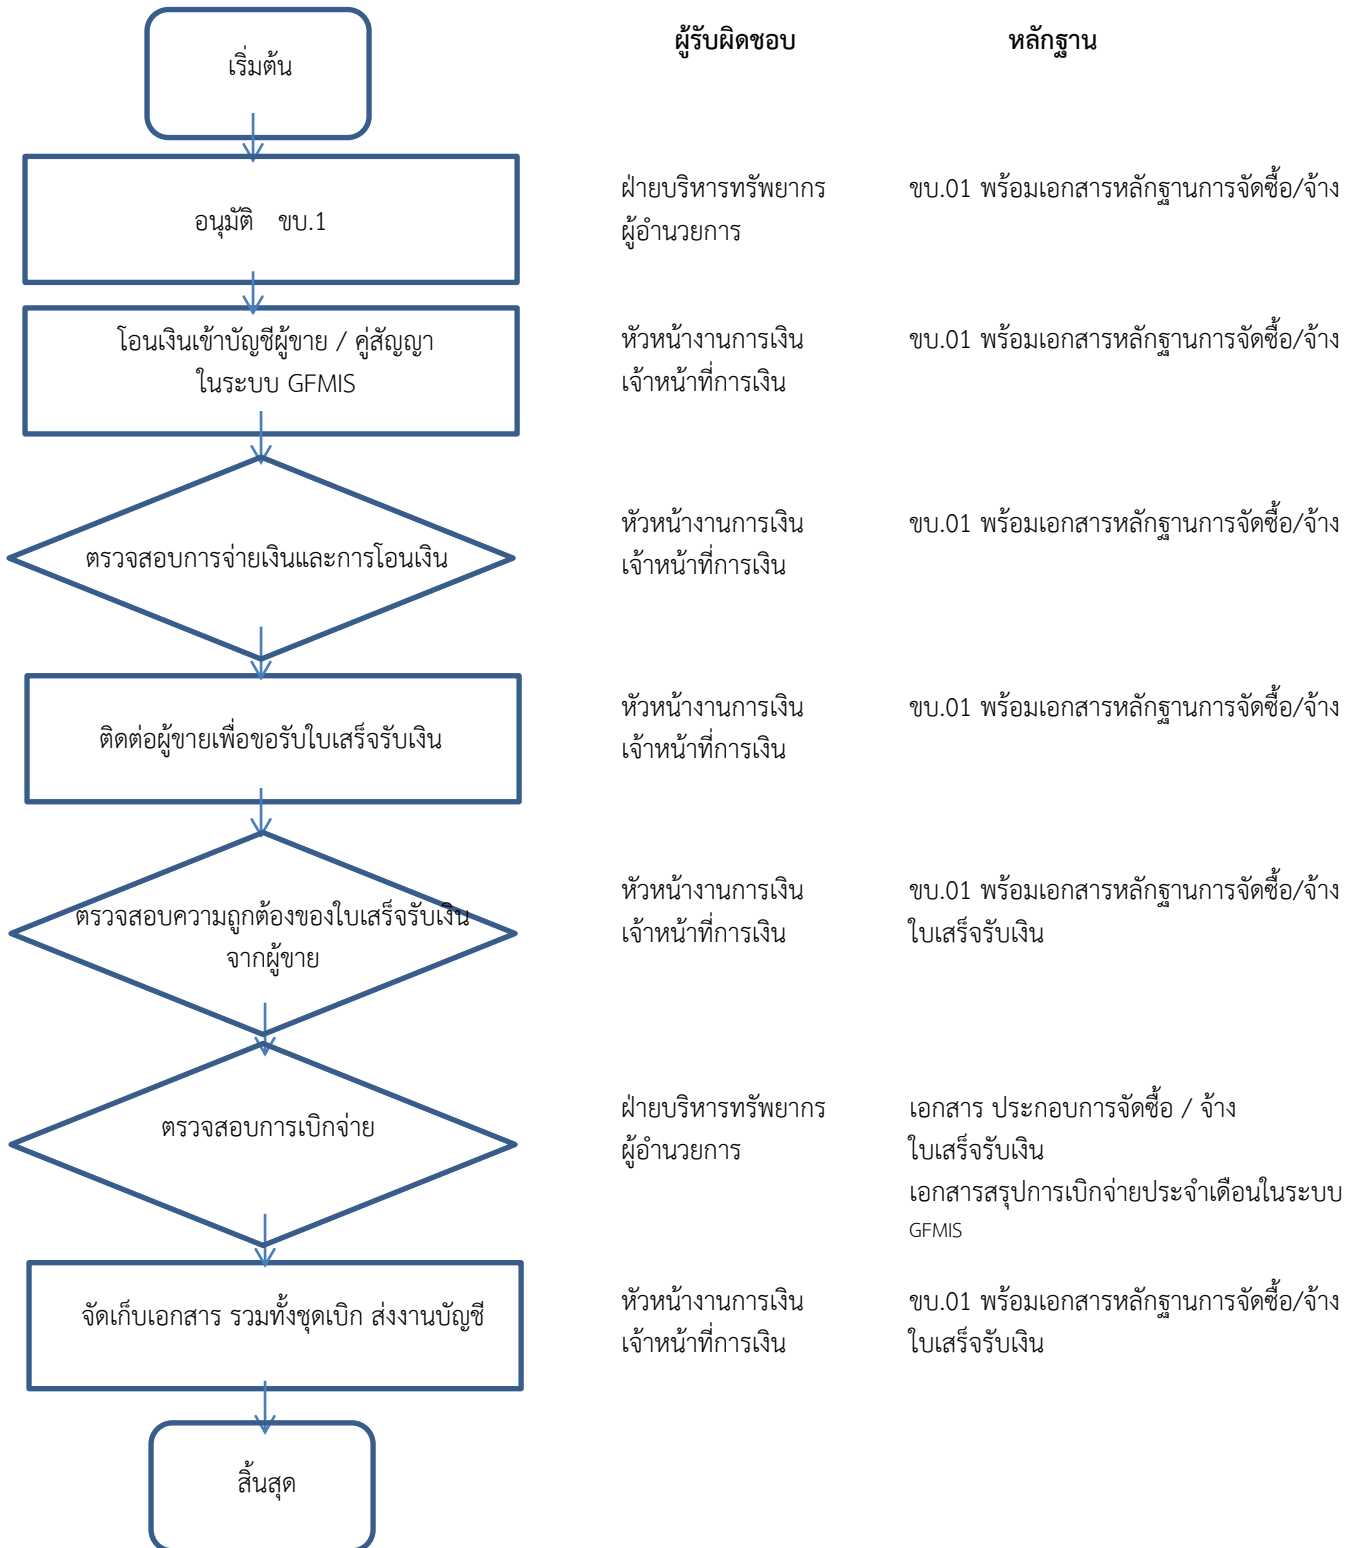 เริ่มต้น
ผู้รับผิดชอบ หลักฐาน
อนุมัติ ขบ.1
ฝ่ายบริหารทรัพยากร
ผู้อำนวยการ
ขบ.01 พร้อมเอกสารหลักฐานการจัดซื้อ/จ้าง
โอนเงินเข้าบัญชีผู้ขาย / คู่สัญญา
ในระบบ GFMIS
หัวหน้างานการเงิน
เจ้าหน้าที่การเงิน
ขบ.01 พร้อมเอกสารหลักฐานการจัดซื้อ/จ้าง
ตรวจสอบการจ่ายเงินและการโอนเงิน
หัวหน้างานการเงิน
เจ้าหน้าที่การเงิน
ขบ.01 พร้อมเอกสารหลักฐานการจัดซื้อ/จ้าง
ติดต่อผู้ขายเพื่อขอรับใบเสร็จรับเงิน
หัวหน้างานการเงิน
เจ้าหน้าที่การเงิน
ขบ.01 พร้อมเอกสารหลักฐานการจัดซื้อ/จ้าง
ตรวจสอบความถูกต้องของใบเสร็จรับเงิน
จากผู้ขาย
หัวหน้างานการเงิน
เจ้าหน้าที่การเงิน
ขบ.01 พร้อมเอกสารหลักฐานการจัดซื้อ/จ้าง
ใบเสร็จรับเงิน
ตรวจสอบการเบิกจ่าย
ฝ่ายบริหารทรัพยากร
ผู้อำนวยการ
เอกสาร ประกอบการจัดซื้อ / จ้าง
ใบเสร็จรับเงิน
เอกสารสรุปการเบิกจ่ายประจำเดือนในระบบ
GFMIS
จัดเก็บเอกสาร รวมทั้งชุดเบิก ส่งงานบัญชี
หัวหน้างานการเงิน
เจ้าหน้าที่การเงิน
ขบ.01 พร้อมเอกสารหลักฐานการจัดซื้อ/จ้าง
ใบเสร็จรับเงิน
สิ้นสุด